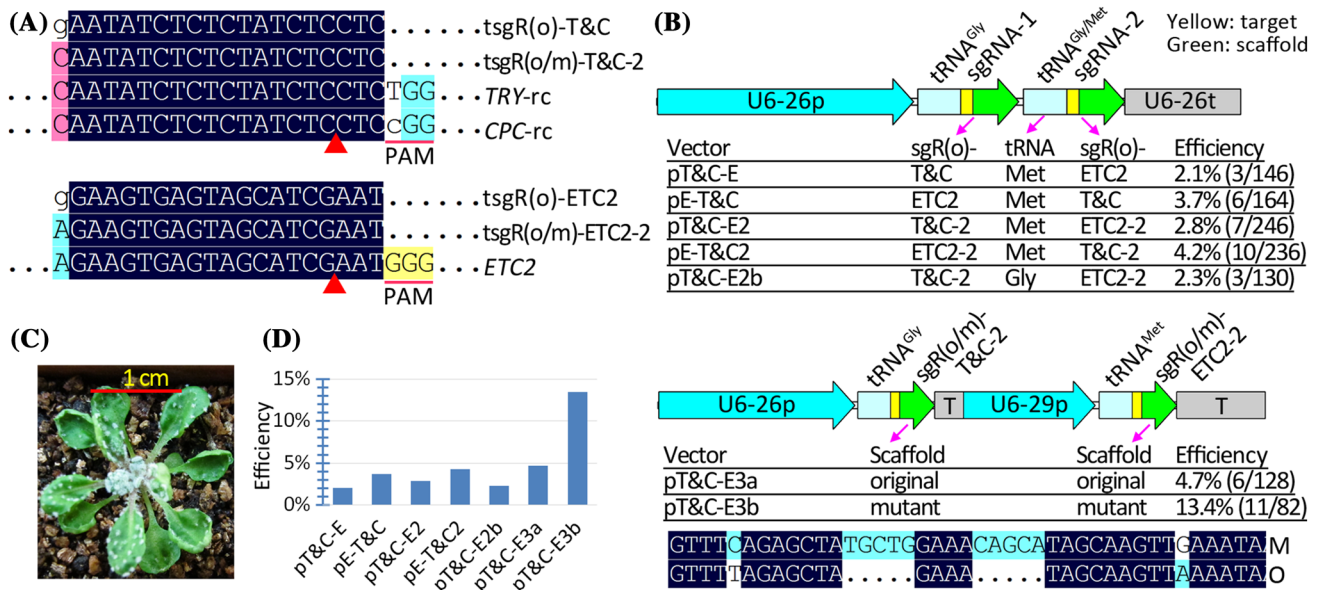 (A)
gAATATCTCTCTATCTCCTC......tsgR(o)-T&C
CAATATCTCTCTATCTCCTC......tsgR(o/m)-T&C-2
...CAATATCTCTCTATCTCCTCTGG...TRY-rc
...CAATATCTCTCTATCTCCTCcGG...CPC-rc
PAM
gGAAGTGAGTAGCATCGAAT......tsgR(o)-ETC2
AGAAGTGAGTAGCATCGAAT......tsgR(o/m)-ETC2-2
...AGAAGTGAGTAGCATCGAATGGG...ETC2
PAM
(B)
Yellow: target
Green: scaffold
tRNAGly sgRNA-1 tRNAGly/Met sgRNA-2
U6-26p U6-26t
Vector sgR(o)- tRNA sgR(o)- Efficiency
pT&C-E T&C Met ETC2 2.1% (3/146)
pE-T&C ETC2 Met T&C 3.7% (6/164)
pT&C-E2 T&C-2 Met ETC2-2 2.8% (7/246)
pE-T&C2 ETC2-2 Met T&C-2 4.2% (10/236)
pT&C-E2b T&C-2 Gly ETC2-2 2.3% (3/130)
tRNAGly sgR(o/m)-T&C-2 tRNAMet sgR(o/m)-ETC2-2
U6-26p T U6-29p T
Vector Scaffold Scaffold Efficiency
pT&C-E3a original original 4.7% (6/128)
pT&C-E3b mutant mutant 13.4% (11/82)
GTTTCAGAGCTATGCTGGAAACAGCATAGCAAGTTGAAATAM
GTTTTAGAGCTA.....GAAA.....TAGCAAGTTAAAATAO
(C)
1 cm
(D)
Efficiency
15%
10%
5%
0%
pT&C-E
pE-T&C
pT&C-E2
pE-T&C2
pT&C-E2b
pT&C-E3a
pT&C-E3b